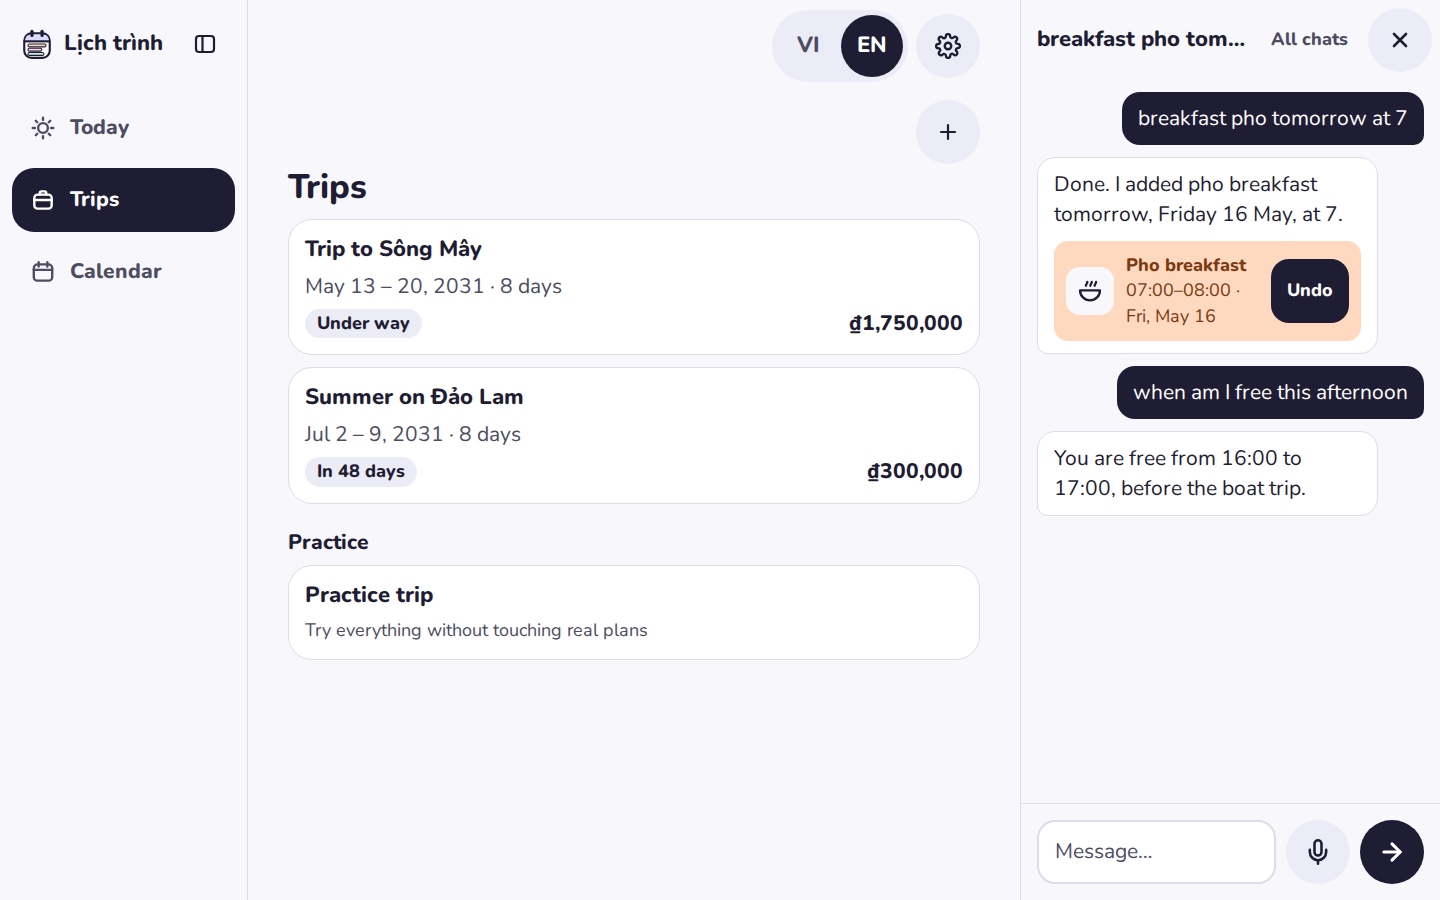 Lịch trình
Today
Trips
Calendar
VI
EN
Trips
Trip to Sông Mây
May 13 – 20, 2031 · 8 days
Under way
₫1,750,000
Summer on Đảo Lam
Jul 2 – 9, 2031 · 8 days
In 48 days
₫300,000
Practice
Practice trip
Try everything without touching real plans
breakfast pho tom...
All chats
breakfast pho tomorrow at 7
Done. I added pho breakfast
tomorrow, Friday 16 May, at 7.
Pho breakfast
07:00–08:00 ·
Fri, May 16
Undo
when am I free this afternoon
You are free from 16:00 to
17:00, before the boat trip.
Message...